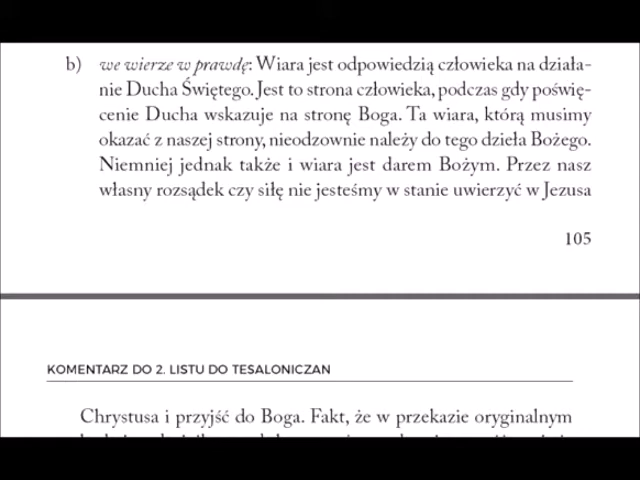 b) we wierze w prawdę: Wiara jest odpowiedzią człowieka na działa-
nie Ducha Świętego. Jest to strona człowieka, podczas gdy poświę-
cenie Ducha wskazuje na stronę Boga. Ta wiara, którą musimy
okazać z naszej strony, nieodzownie należy do tego dzieła Bożego.
Niemniej jednak także i wiara jest darem Bożym. Przez nasz
własny rozsądek czy siłę nie jesteśmy w stanie uwierzyć w Jezusa
105
KOMENTARZ DO 2. LISTU DO TESALONICZAN
Chrystusa i przyjść do Boga. Fakt, że w przekazie oryginalnym